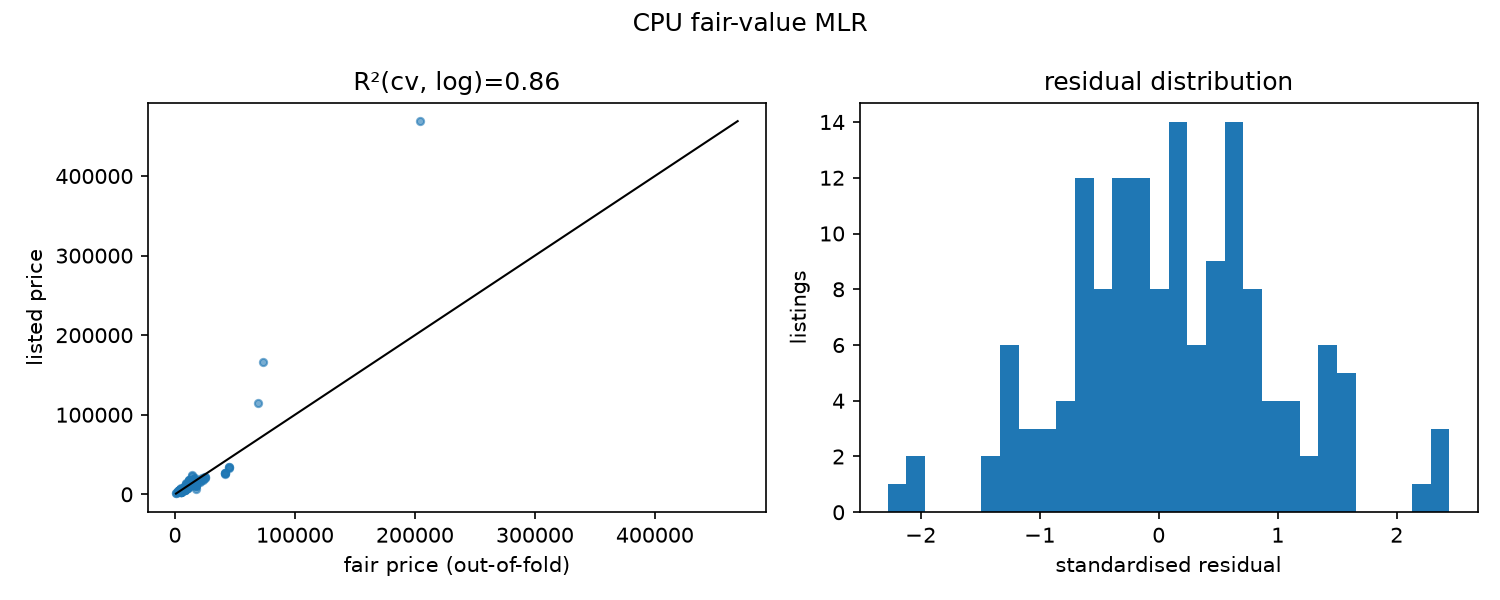 CPU fair-value MLR
R²(cv, log)=0.86
listed price
400000
300000
200000
100000
0
0 100000 200000 300000 400000
fair price (out-of-fold)
residual distribution
listings
14
12
10
8
6
4
2
0
−2 −1 0 1 2
standardised residual